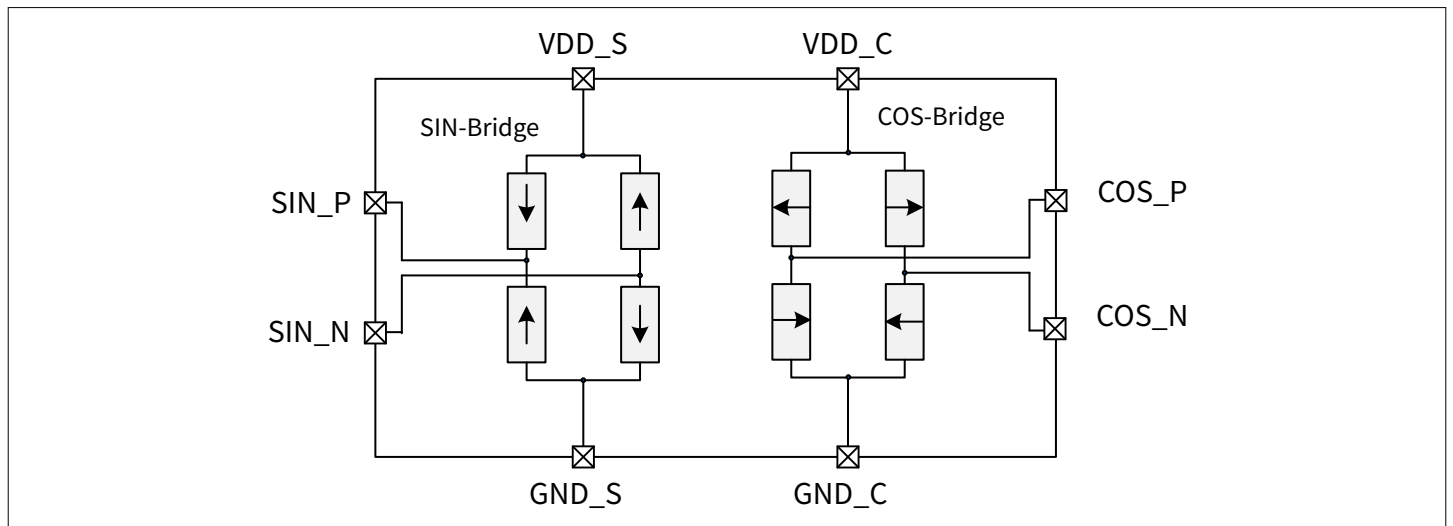 VDD_S
VDD_C
SIN-Bridge
COS-Bridge
SIN_P
COS_P
SIN_N
COS_N
GND_S
GND_C